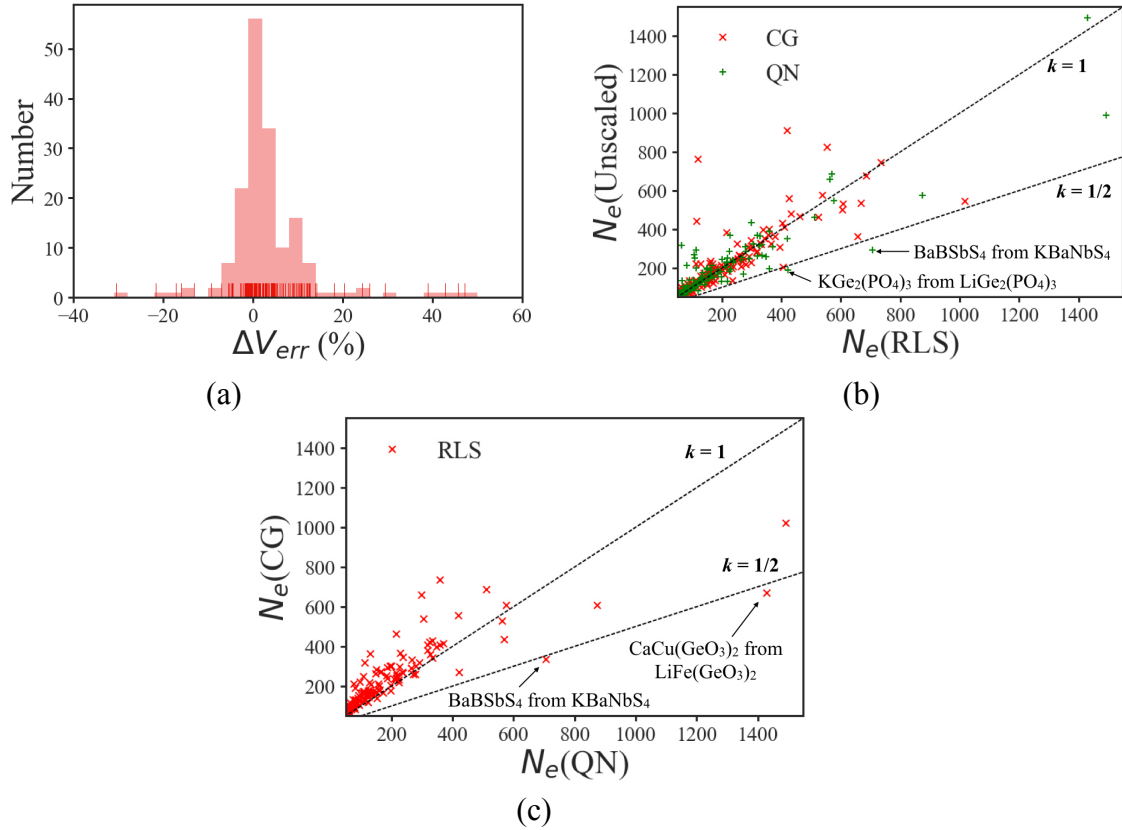 50
40
30
20
10
0
Number
−40
−20
0
20
40
60
ΔV_err (%)
(a)
1400
1200
1000
800
600
400
200
N_e(Unscaled)
CG
QN
k = 1
k = 1/2
BaBSbS₄ from KBaNbS₄
KGe₂(PO₄)₃ from LiGe₂(PO₄)₃
200
400
600
800
1000
1200
1400
N_e(RLS)
(b)
1400
1200
1000
800
600
400
200
N_e(CG)
RLS
k = 1
k = 1/2
CaCu(GeO₃)₂ from
LiFe(GeO₃)₂
BaBSbS₄ from KBaNbS₄
200
400
600
800
1000
1200
1400
N_e(QN)
(c)